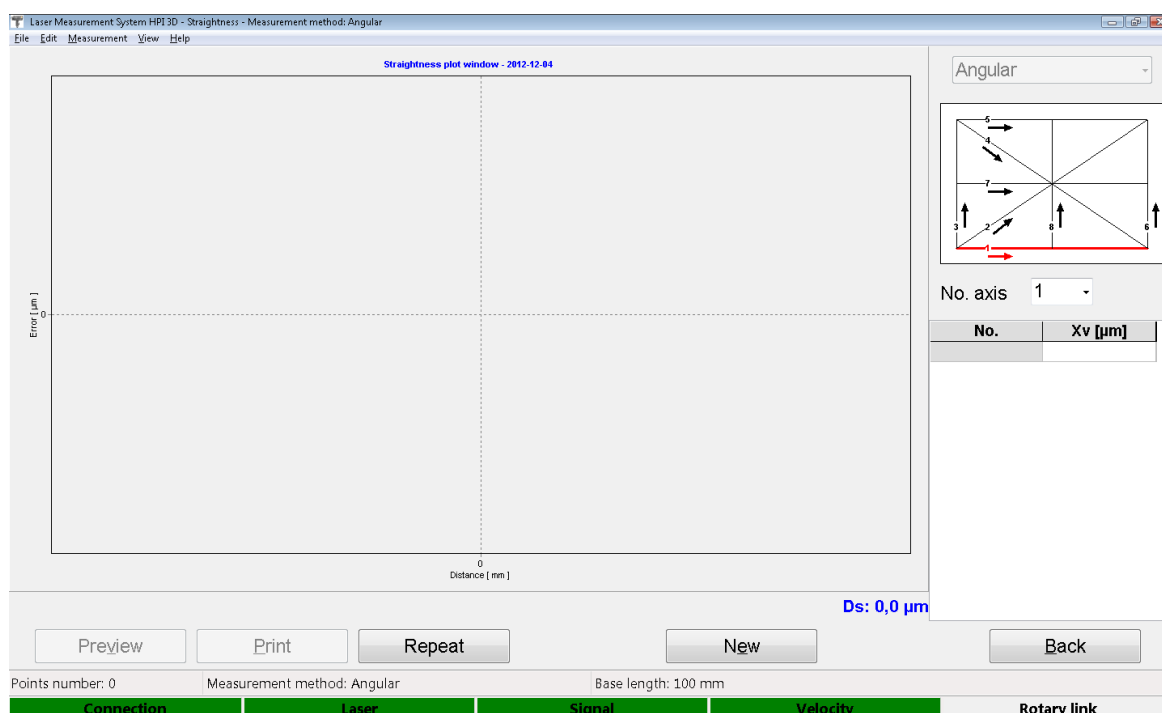 Laser Measurement System HPI 3D - Straightness - Measurement method: Angular
File Edit Measurement View Help
Straightness plot window - 2012-12-04
Angular
5
4
7
3 2 8 6
1
No. axis 1
No. Xv [µm]
Error [ µm ]
0
0
Distance [ mm ]
Ds: 0,0 µm
Preview Print Repeat New Back
Points number: 0 Measurement method: Angular Base length: 100 mm
Connection Laser Signal Velocity Rotary link